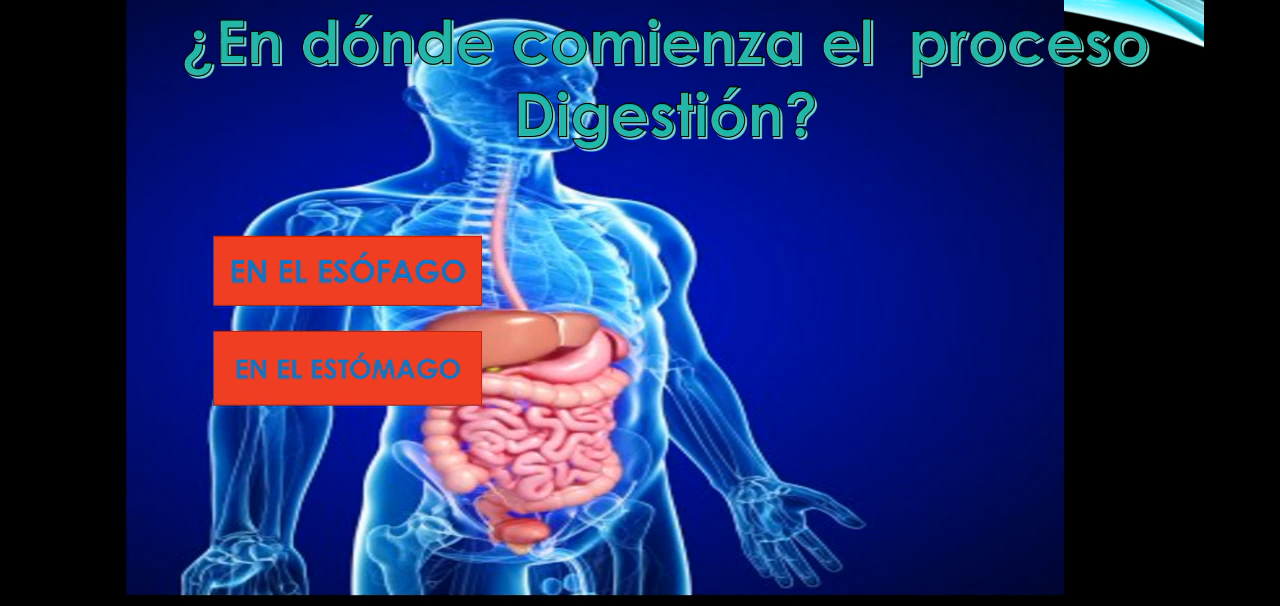 ¿En dónde comienza el proceso
Digestión?
EN EL ESÓFAGO
EN EL ESTÓMAGO